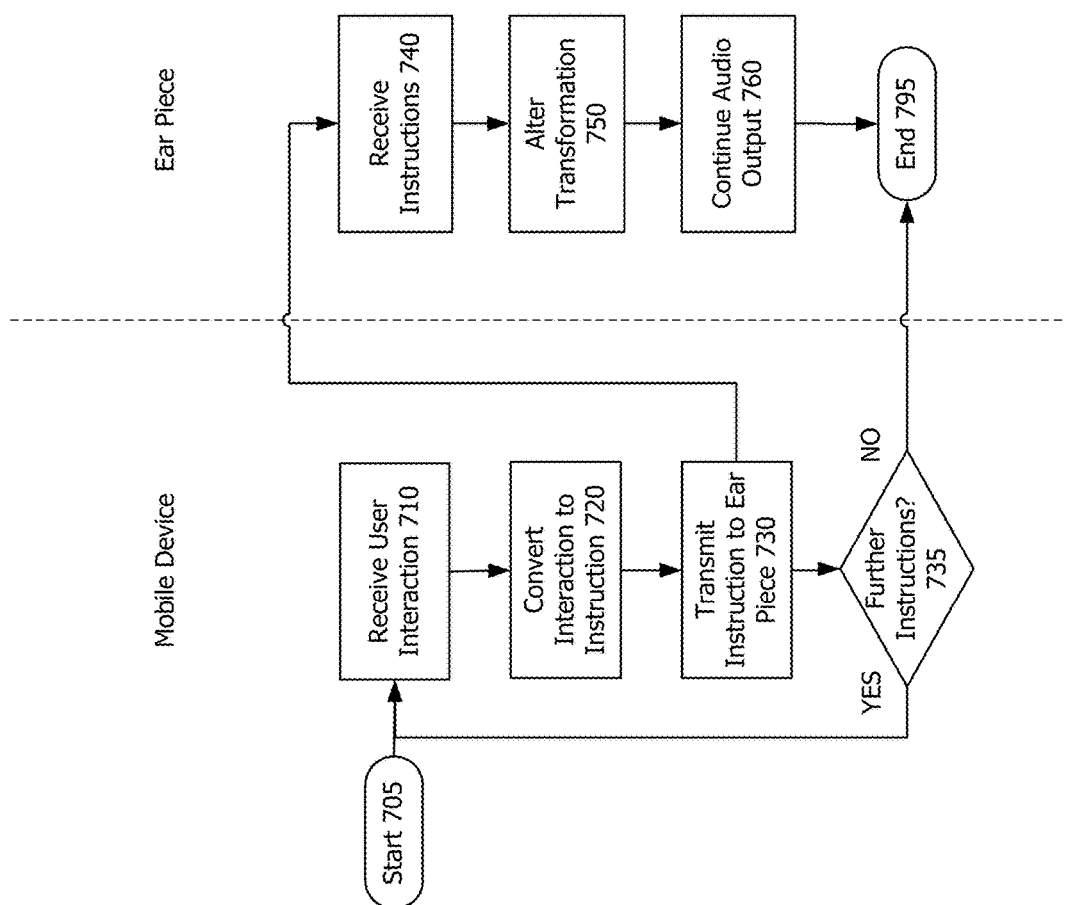 Mobile Device
Ear Piece
Start 705
Receive User
Interaction 710
Convert
Interaction to
Instruction 720
Transmit
Instruction to Ear
Piece 730
Further
Instructions?
735
YES
NO
Receive
Instructions 740
Alter
Transformation
750
Continue Audio
Output 760
End 795